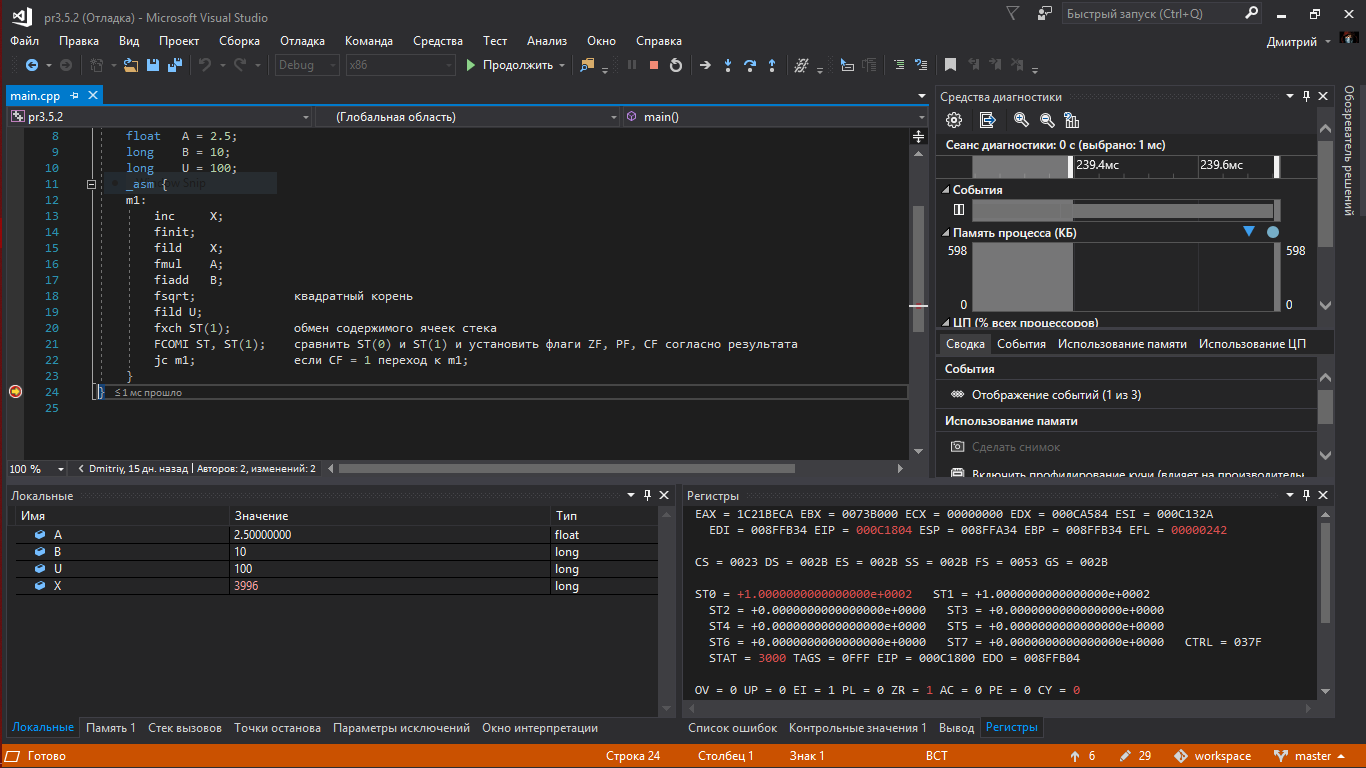 pr3.5.2 (Отладка) - Microsoft Visual Studio
Быстрый запуск (Ctrl+Q)
Файл Правка Вид Проект Сборка Отладка Команда Средства Тест Анализ Окно Справка
Дмитрий
Debug x86 Продолжить
main.cpp
pr3.5.2 (Глобальная область) main()
8 float A = 2.5;
9 long B = 10;
10 long U = 100;
11 _asm {
12 m1:
13 inc X;
14 finit;
15 fild X;
16 fmul A;
17 fiadd B;
18 fsqrt; квадратный корень
19 fild U;
20 fxch ST(1); обмен содержимого ячеек стека
21 FCOMI ST, ST(1); сравнить ST(0) и ST(1) и установить флаги ZF, PF, CF согласно результата
22 jc m1; если CF = 1 переход к m1;
23 }
24 } ≤1 мс прошло
25
100 % Dmitriy, 15 дн. назад | Авторов: 2, изменений: 2
Средства диагностики
Сеанс диагностики: 0 с (выбрано: 1 мс)
239.4мс 239.6мс
События
Память процесса (КБ)
598 598
0 0
ЦП (% всех процессоров)
Сводка События Использование памяти Использование ЦП
События
Отображение событий (1 из 3)
Использование памяти
Сделать снимок
Включить профилирование кучи (влияет на производитель
Обозреватель решений
Локальные
Имя Значение Тип
A 2.50000000 float
B 10 long
U 100 long
X 3996 long
Локальные Память 1 Стек вызовов Точки останова Параметры исключений Окно интерпретации
Регистры
EAX = 1C21BECA EBX = 0073B000 ECX = 00000000 EDX = 000CA584 ESI = 000C132A
EDI = 008FFB34 EIP = 000C1804 ESP = 008FFA34 EBP = 008FFB34 EFL = 00000242
CS = 0023 DS = 002B ES = 002B SS = 002B FS = 0053 GS = 002B
ST0 = +1.0000000000000000e+0002 ST1 = +1.0000000000000000e+0002
ST2 = +0.0000000000000000e+0000 ST3 = +0.0000000000000000e+0000
ST4 = +0.0000000000000000e+0000 ST5 = +0.0000000000000000e+0000
ST6 = +0.0000000000000000e+0000 ST7 = +0.0000000000000000e+0000 CTRL = 037F
STAT = 3000 TAGS = 0FFF EIP = 000C1800 EDO = 008FFB04
OV = 0 UP = 0 EI = 1 PL = 0 ZR = 1 AC = 0 PE = 0 CY = 0
Список ошибок Контрольные значения 1 Вывод Регистры
Готово Строка 24 Столбец 1 Знак 1 ВСТ 6 29 workspace master